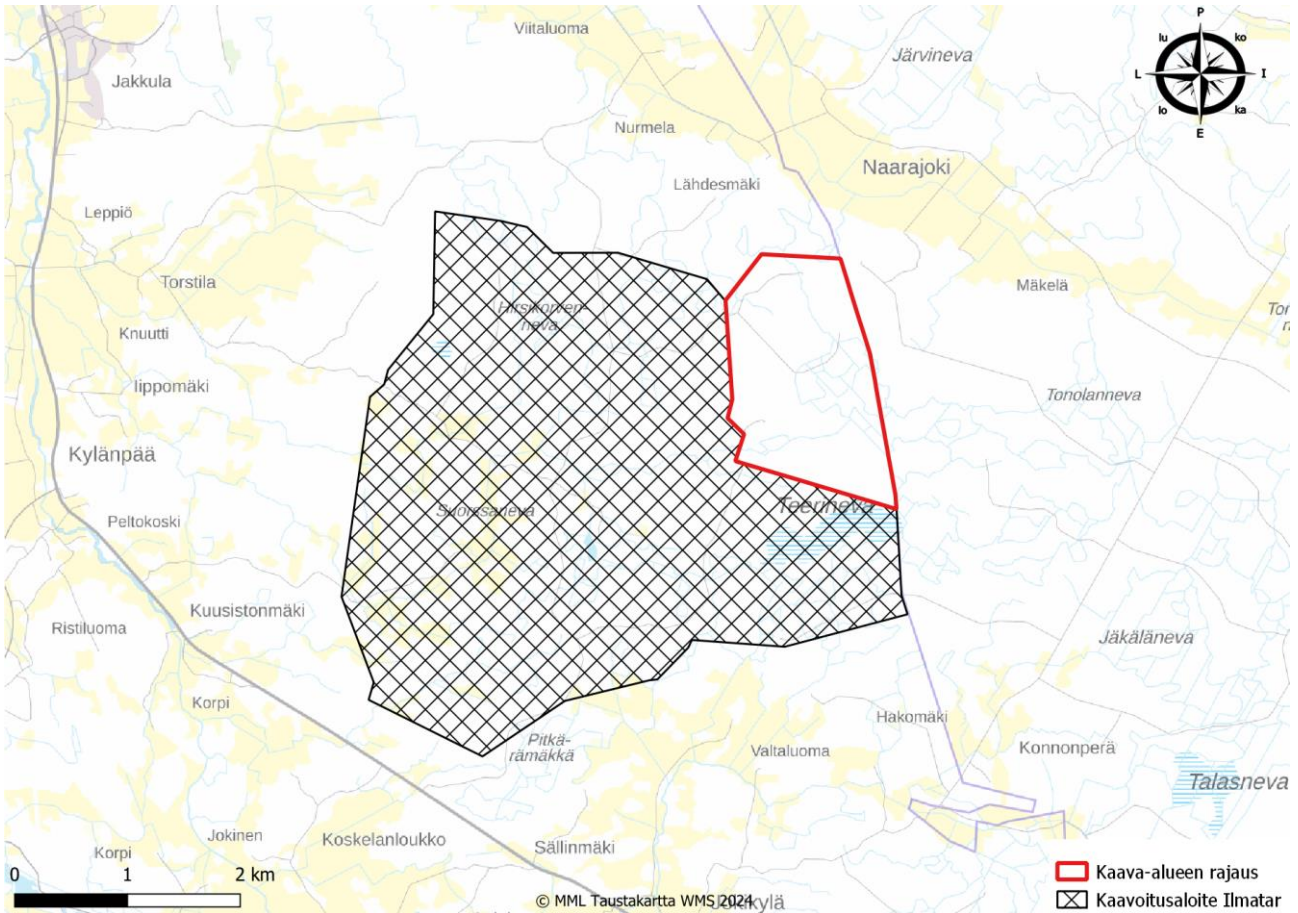 Viitaluoma
Järvineva
P
lu
ko
L
I
lo
ka
E
Jakkula
Nurmela
Naarajoki
Lähdesmäki
Leppiö
Torstila
Mäkelä
Hirsikorven-
neva
Knuutti
Iippomäki
Tonolanneva
Kylänpää
Suorssaneva
Teerineva
Peltokoski
Kuusistonmäki
Ristiluoma
Jäkäläneva
Korpi
Hakomäki
Pitkä-
rämäkkä
Valtaluoma
Konnonperä
Talasneva
Jokinen
Koskelanloukko
Sällinmäki
Korpi
0
1
2 km
© MML Taustakartta WMS 2024
Jokikylä
Kaava-alueen rajaus
Kaavoitusaloite Ilmatar